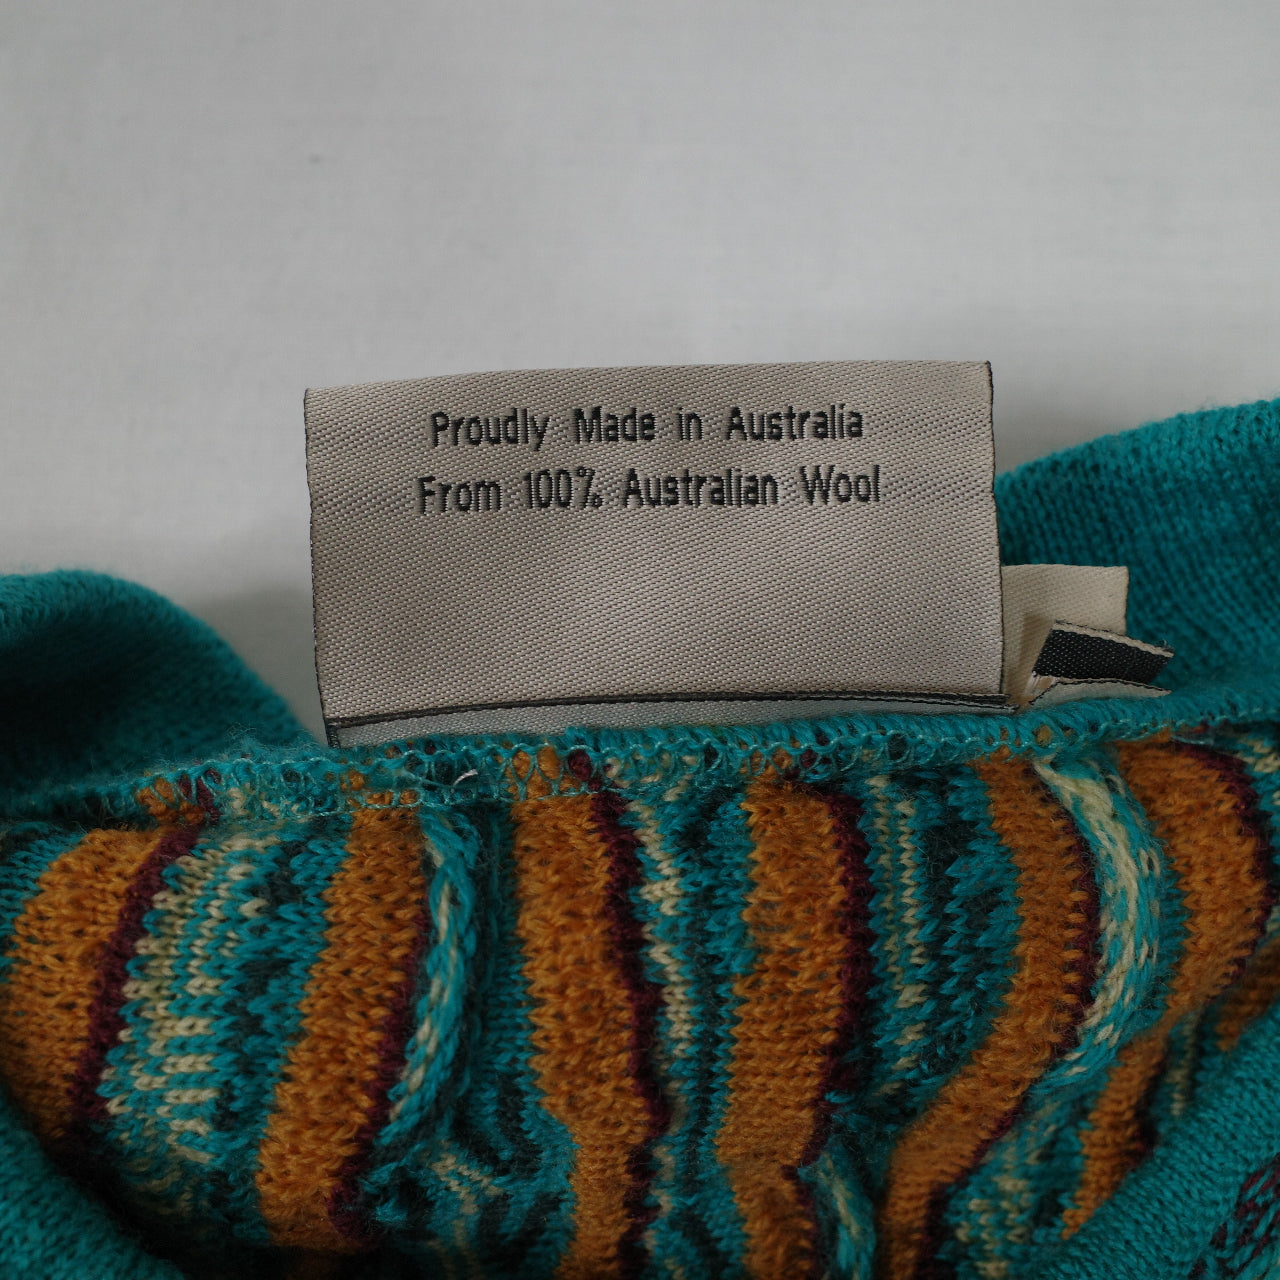 Proudly Made in Australia
From 100% Australian Wool